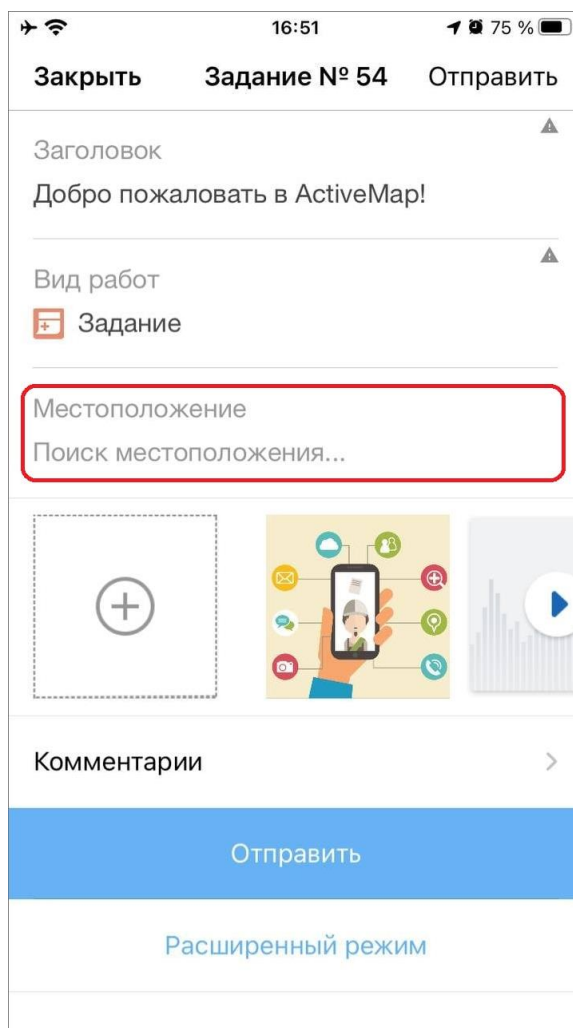 16:51
75 %
Закрыть
Задание № 54
Отправить
Заголовок
Добро пожаловать в ActiveMap!
Вид работ
Задание
Местоположение
Поиск местоположения...
Комментарии
Отправить
Расширенный режим